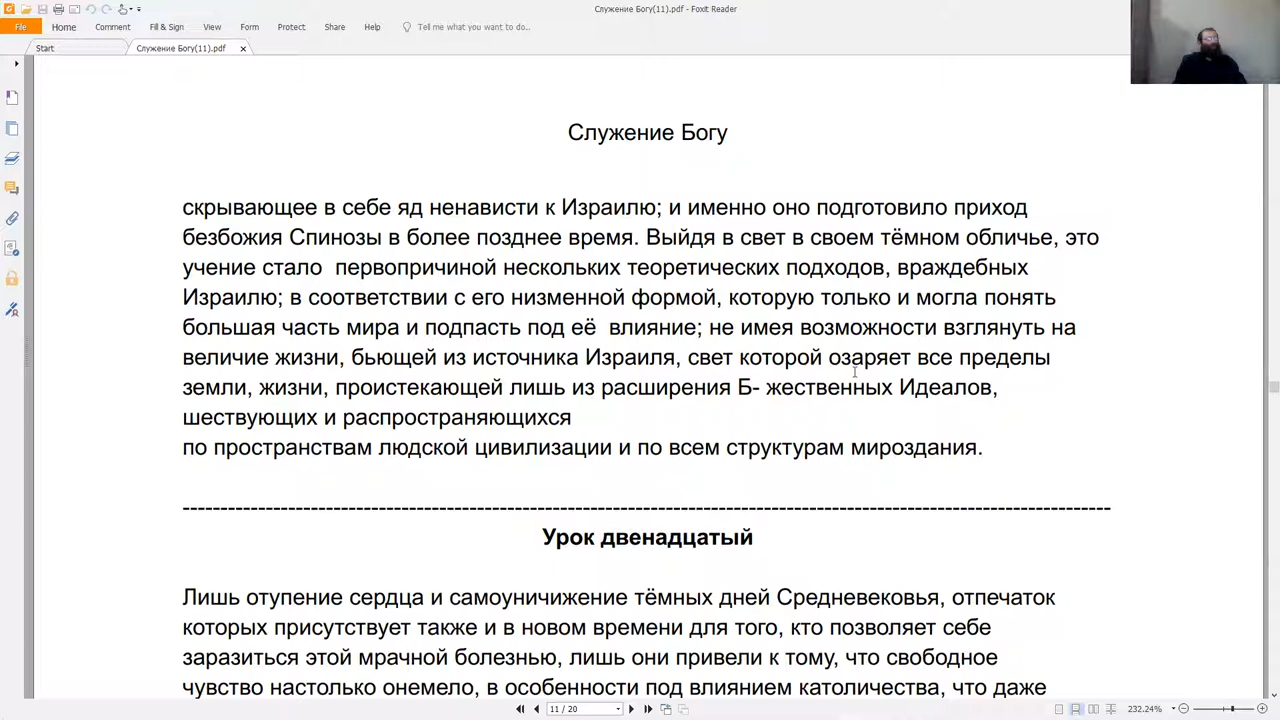 Служение Богу(11).pdf - Foxit Reader
File Home Comment Fill & Sign View Form Protect Share Help Tell me what you want to do..
Start Служение Богу(11).pdf
Служение Богу
скрывающее в себе яд ненависти к Израилю; и именно оно подготовило приход
безбожия Спинозы в более позднее время. Выйдя в свет в своем тёмном обличье, это
учение стало первопричиной нескольких теоретических подходов, враждебных
Израилю; в соответствии с его низменной формой, которую только и могла понять
большая часть мира и подпасть под её влияние; не имея возможности взглянуть на
величие жизни, бьющей из источника Израиля, свет которой озаряет все пределы
земли, жизни, проистекающей лишь из расширения Б- жественных Идеалов,
шествующих и распространяющихся
по пространствам людской цивилизации и по всем структурам мироздания.
--------------------------------------------------------------------------------------------
Урок двенадцатый
Лишь отупение сердца и самоуничижение тёмных дней Средневековья, отпечаток
которых присутствует также и в новом времени для того, кто позволяет себе
заразиться этой мрачной болезнью, лишь они привели к тому, что свободное
чувство настолько онемело, в особенности под влиянием католичества, что даже
11 / 20 232.24%